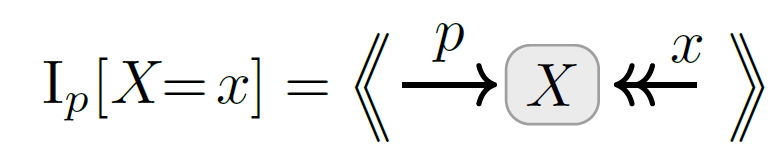 I_p[X=x] = ⟪ p X x ⟫